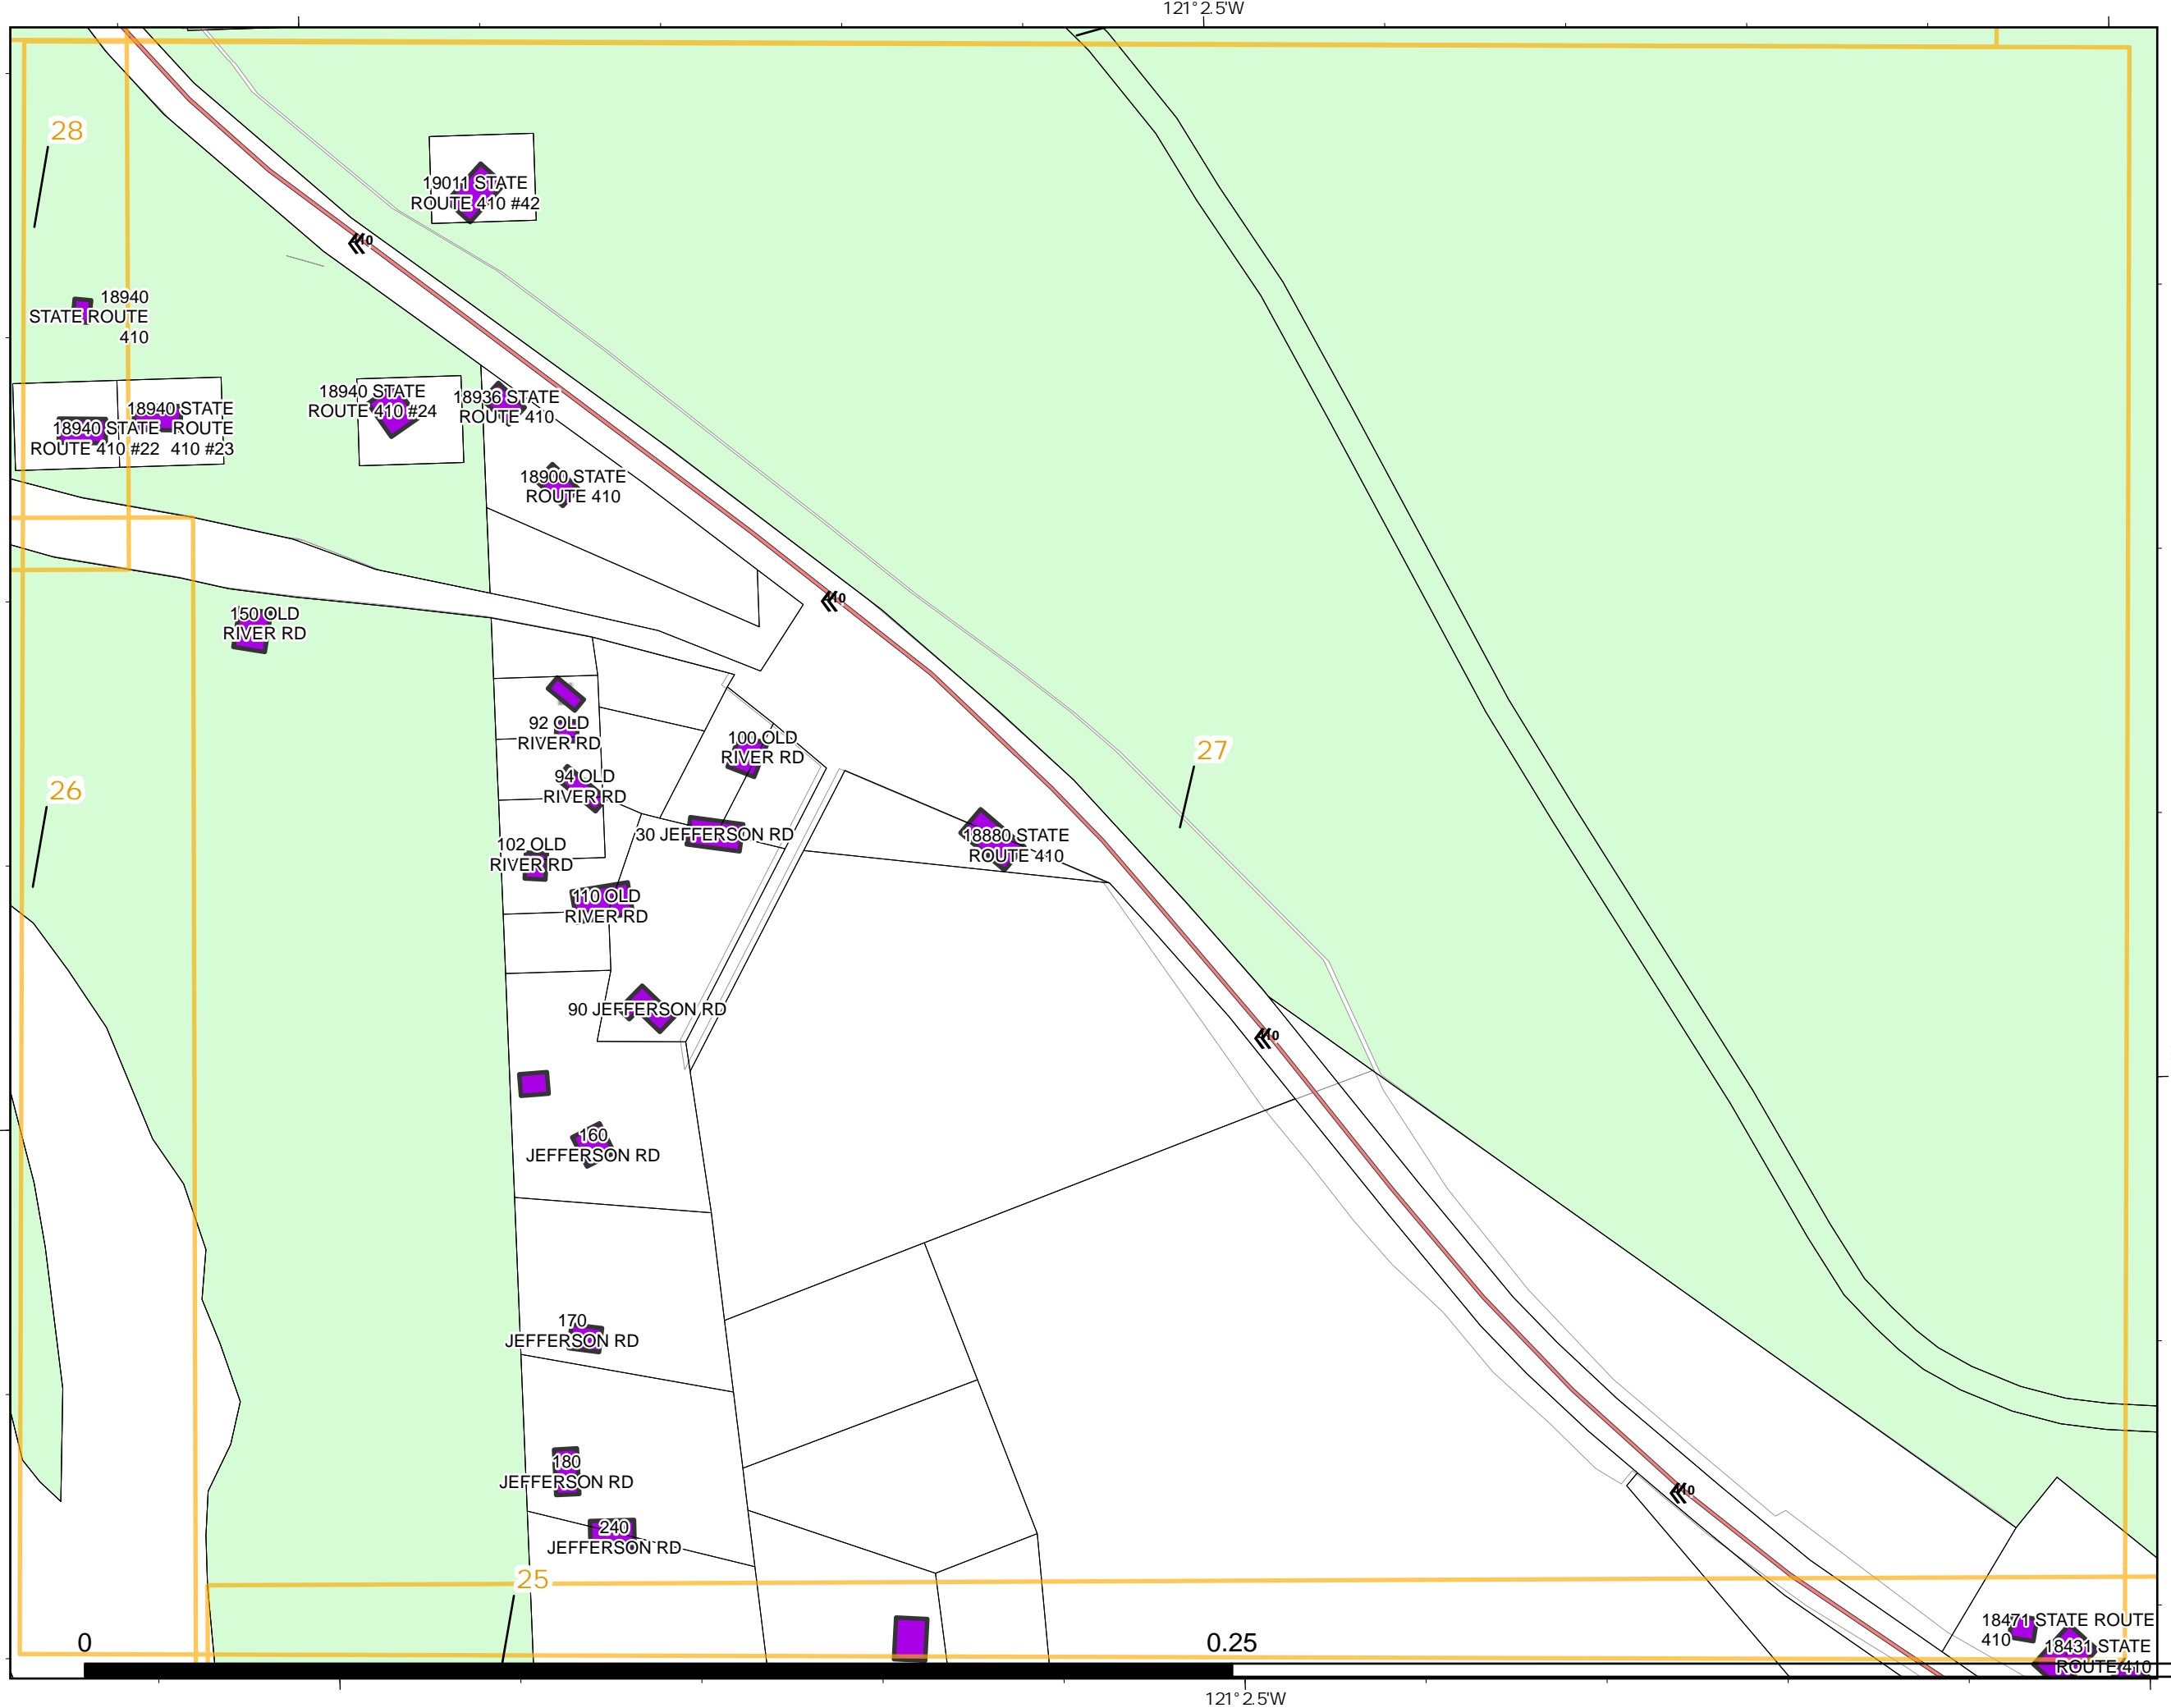 121° 2.5'W
28
19011 STATE
ROUTE 410 #42
410
18940
STATE ROUTE
410
18940 STATE
ROUTE 410 #24
18936 STATE
ROUTE 410
18940 STATE
ROUTE
410 #23
18940 STATE
ROUTE 410 #22
18900 STATE
ROUTE 410
410
150 OLD
RIVER RD
92 OLD
RIVER RD
100 OLD
RIVER RD
27
94 OLD
RIVER RD
26
30 JEFFERSON RD
18880 STATE
ROUTE 410
102 OLD
RIVER RD
110 OLD
RIVER RD
90 JEFFERSON RD
410
160
JEFFERSON RD
170
JEFFERSON RD
180
JEFFERSON RD
410
240
JEFFERSON RD
25
18471 STATE ROUTE
410
18431 STATE
ROUTE 410
0
0.25
121° 2.5'W